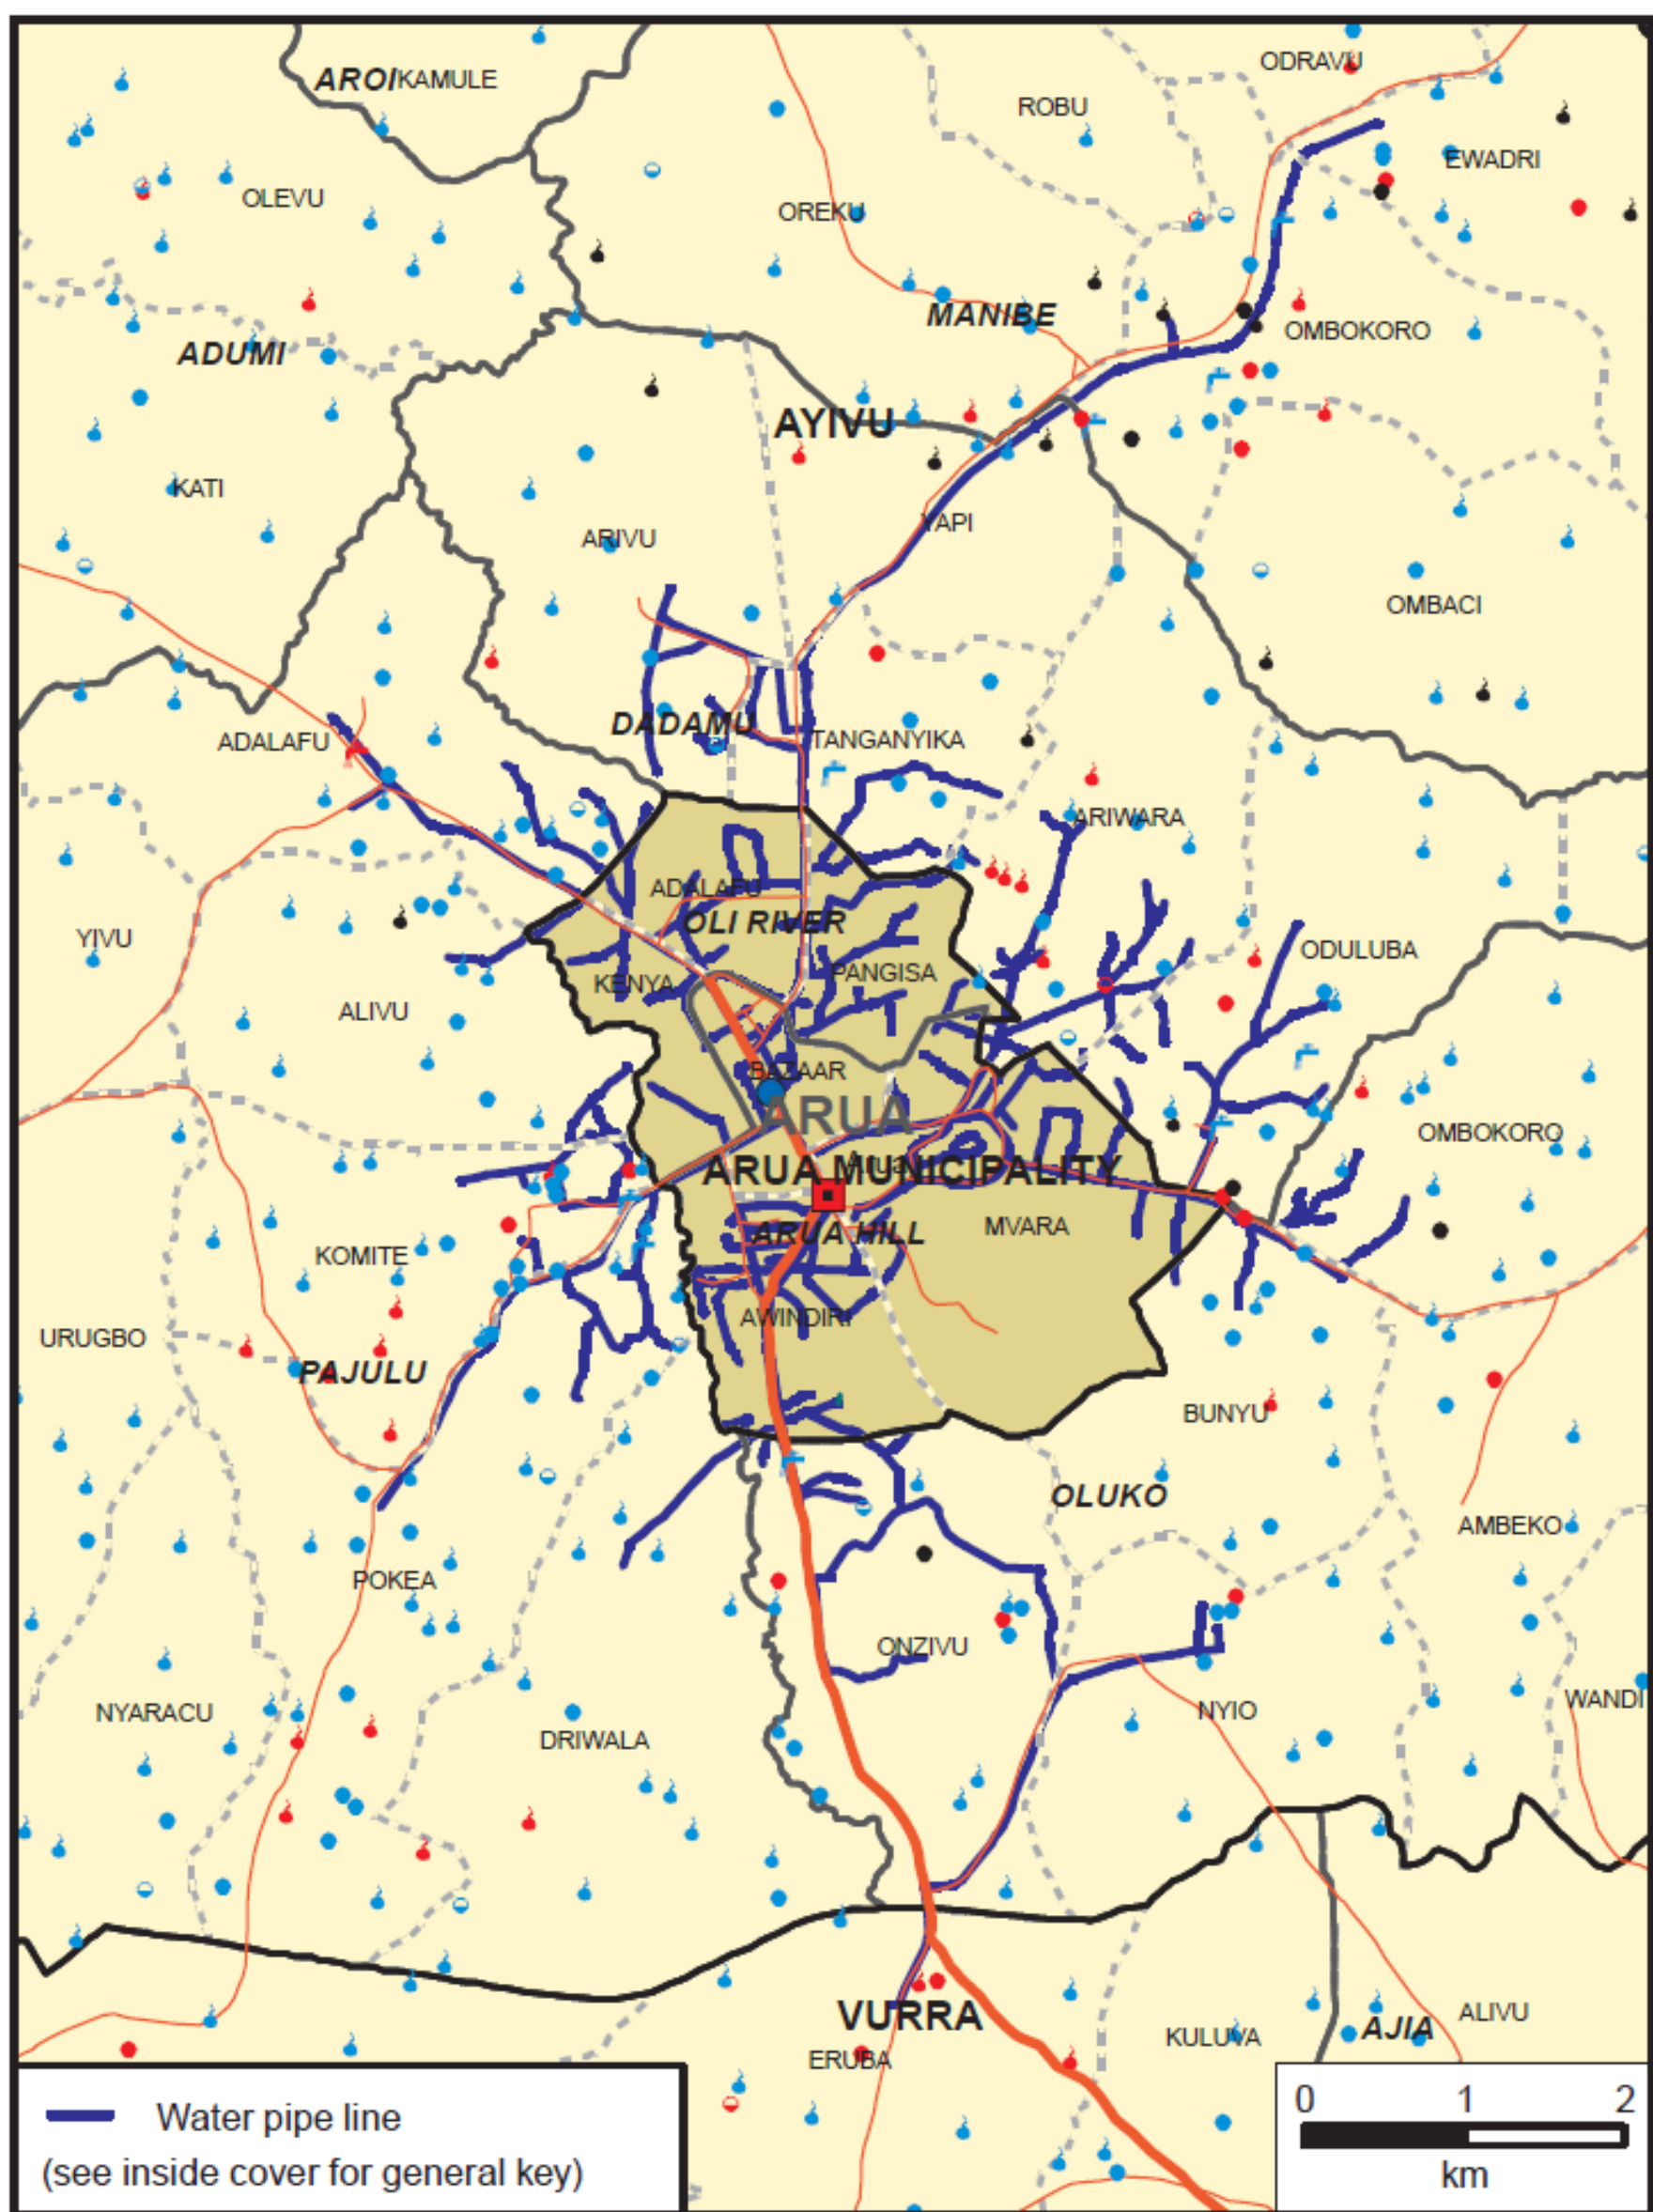 ODRAVU
AROI KAMULE
ROBU
EWADRI
OLEVU
OREKU
MANIBE
OMBOKORO
ADUMI
AYIVU
KATI
YAPI
ARIVU
OMBACI
DADAMU
ADALAFU
TANGANYIKA
ARIWARA
ADALAFU
OLI RIVER
YIVU
ODULUBA
PANGISA
KENYA
ALIVU
BAZAAR
ARUA
OMBOKORO
Arua
ARUA MUNICIPALITY
ARUA HILL
MVARA
KOMITE
AWINDIRI
URUGBO
PAJULU
BUNYU
OLUKO
AMBEKO
POKEA
ONZIVU
WANDI
NYARACU
NYIO
DRIWALA
VURRA
ALIVU
AJIA
KULUVA
ERUBA
0 1 2
km
Water pipe line
(see inside cover for general key)